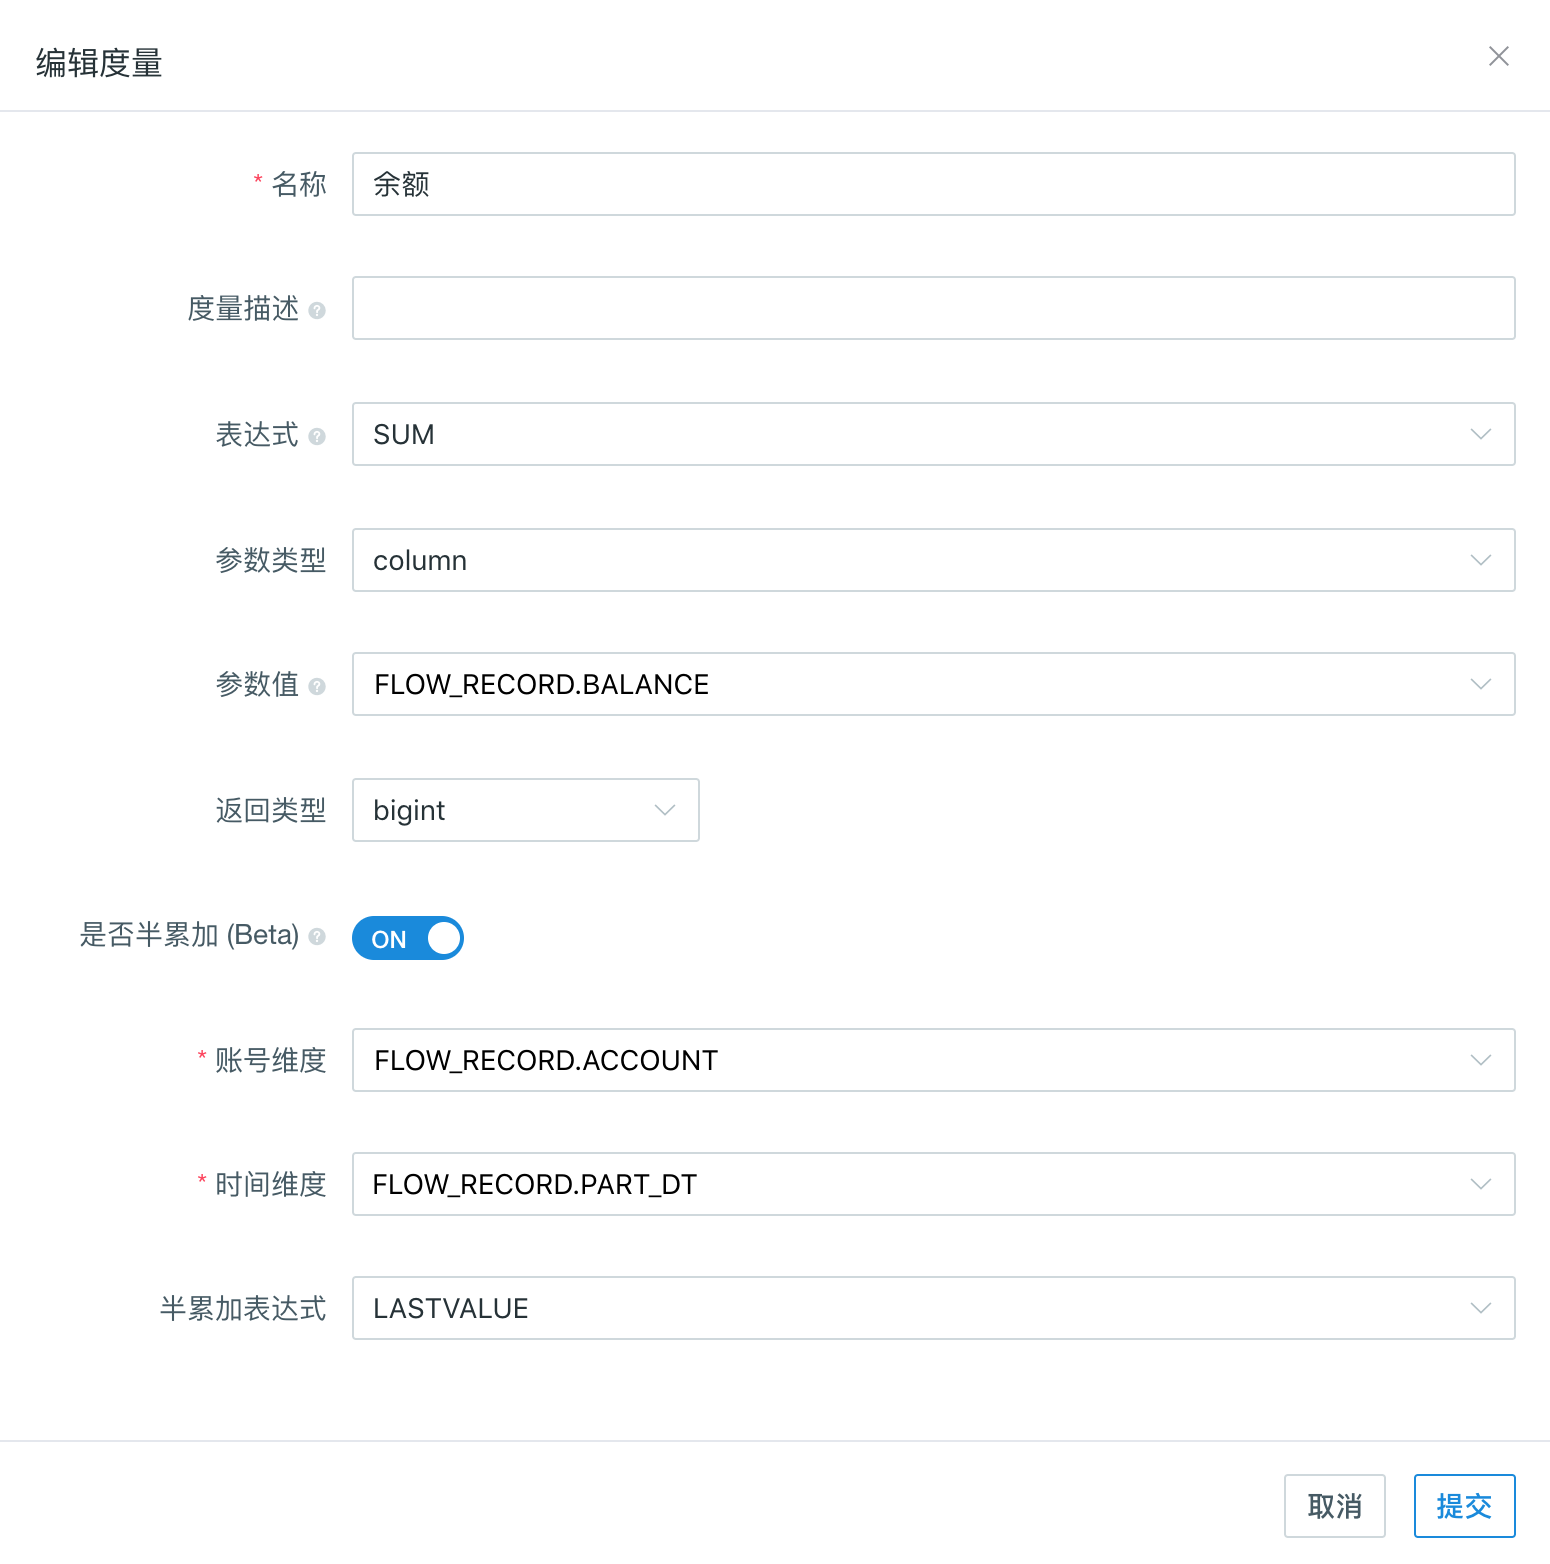 编辑度量
* 名称 余额
度量描述
表达式 SUM
参数类型 column
参数值 FLOW_RECORD.BALANCE
返回类型 bigint
是否半累加 (Beta) ON
* 账号维度 FLOW_RECORD.ACCOUNT
* 时间维度 FLOW_RECORD.PART_DT
半累加表达式 LASTVALUE
取消 提交